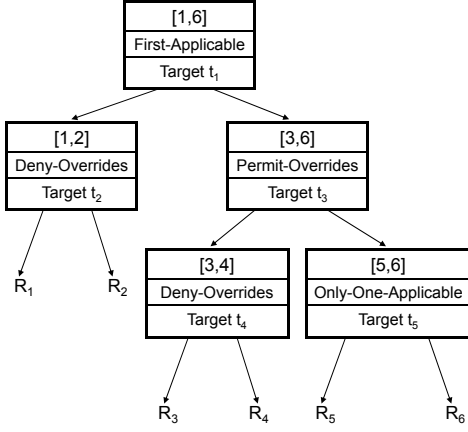 [1,6]
First-Applicable
Target t₁
[1,2]
Deny-Overrides
Target t₂
[3,6]
Permit-Overrides
Target t₃
R₁
R₂
[3,4]
Deny-Overrides
Target t₄
[5,6]
Only-One-Applicable
Target t₅
R₃
R₄
R₅
R₆